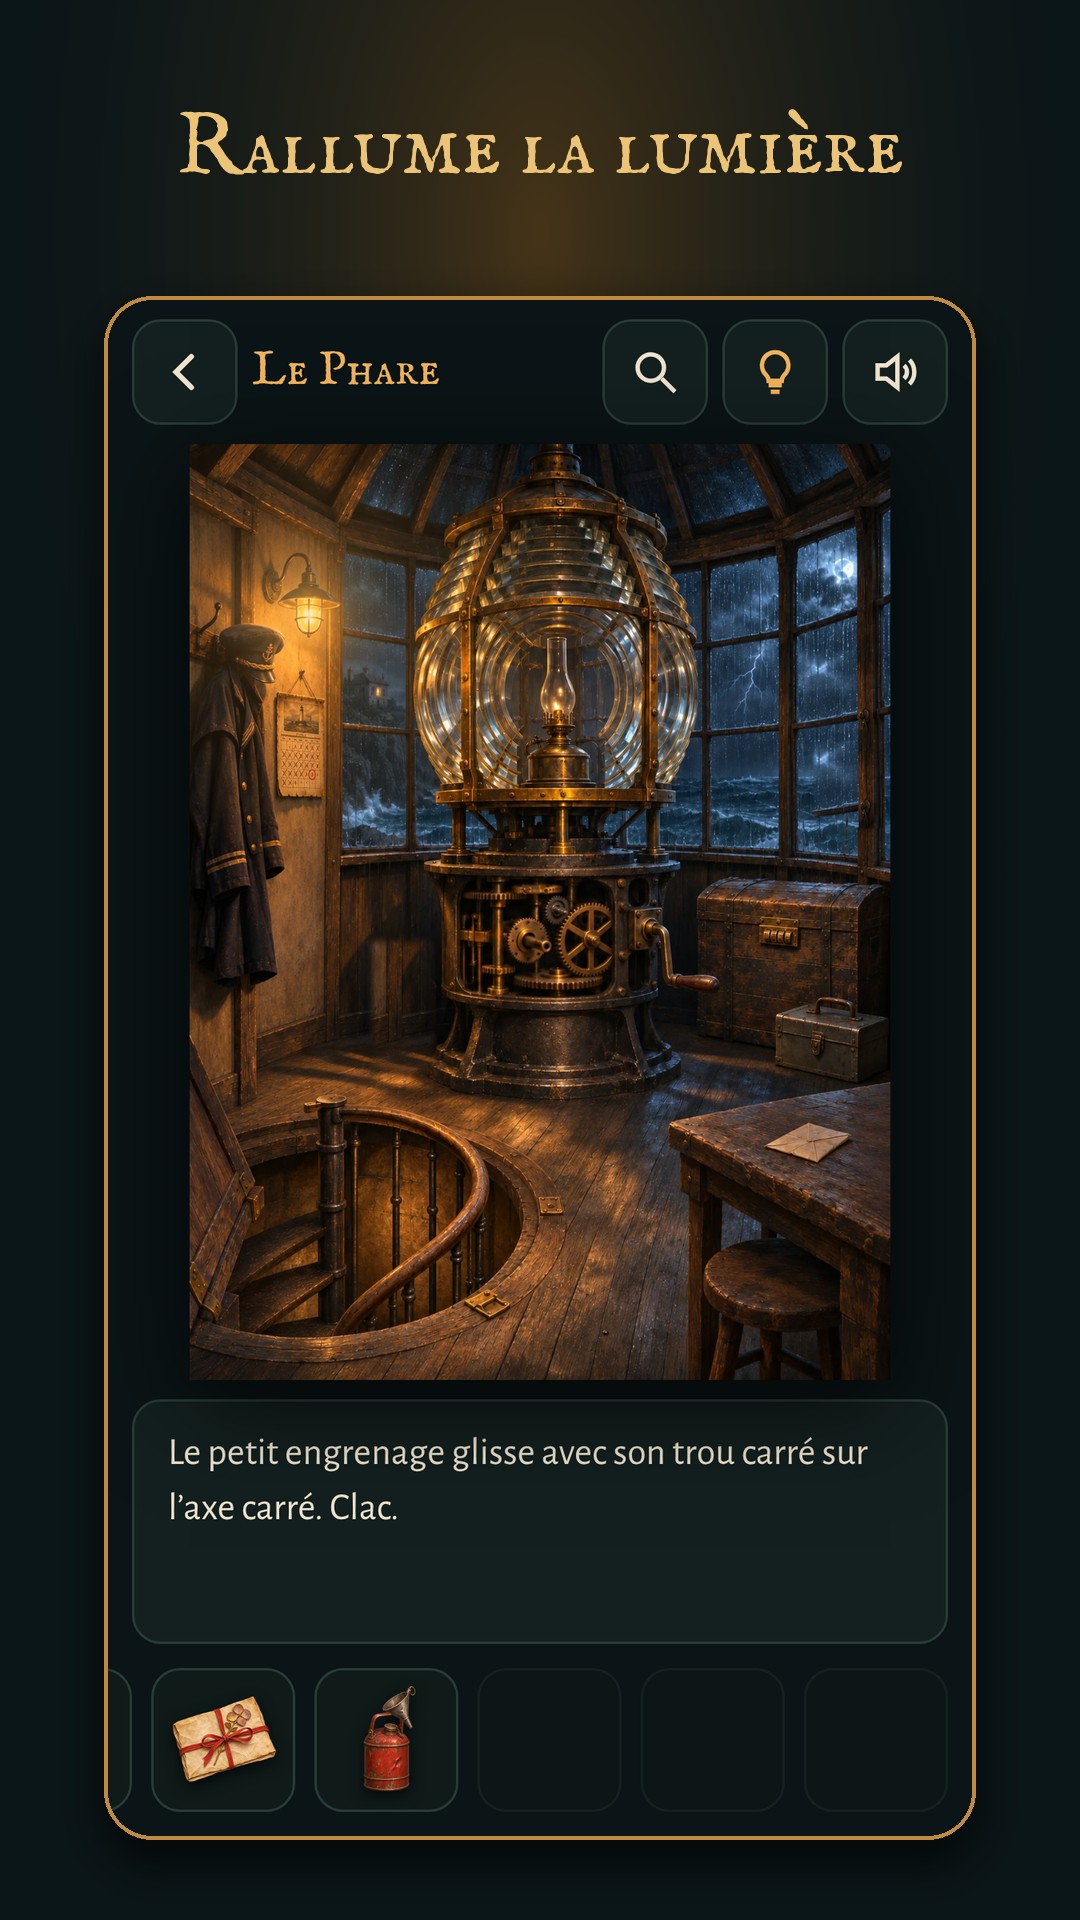 Rallume la lumière
Le Phare
Le petit engrenage glisse avec son trou carré sur
l’axe carré. Clac.